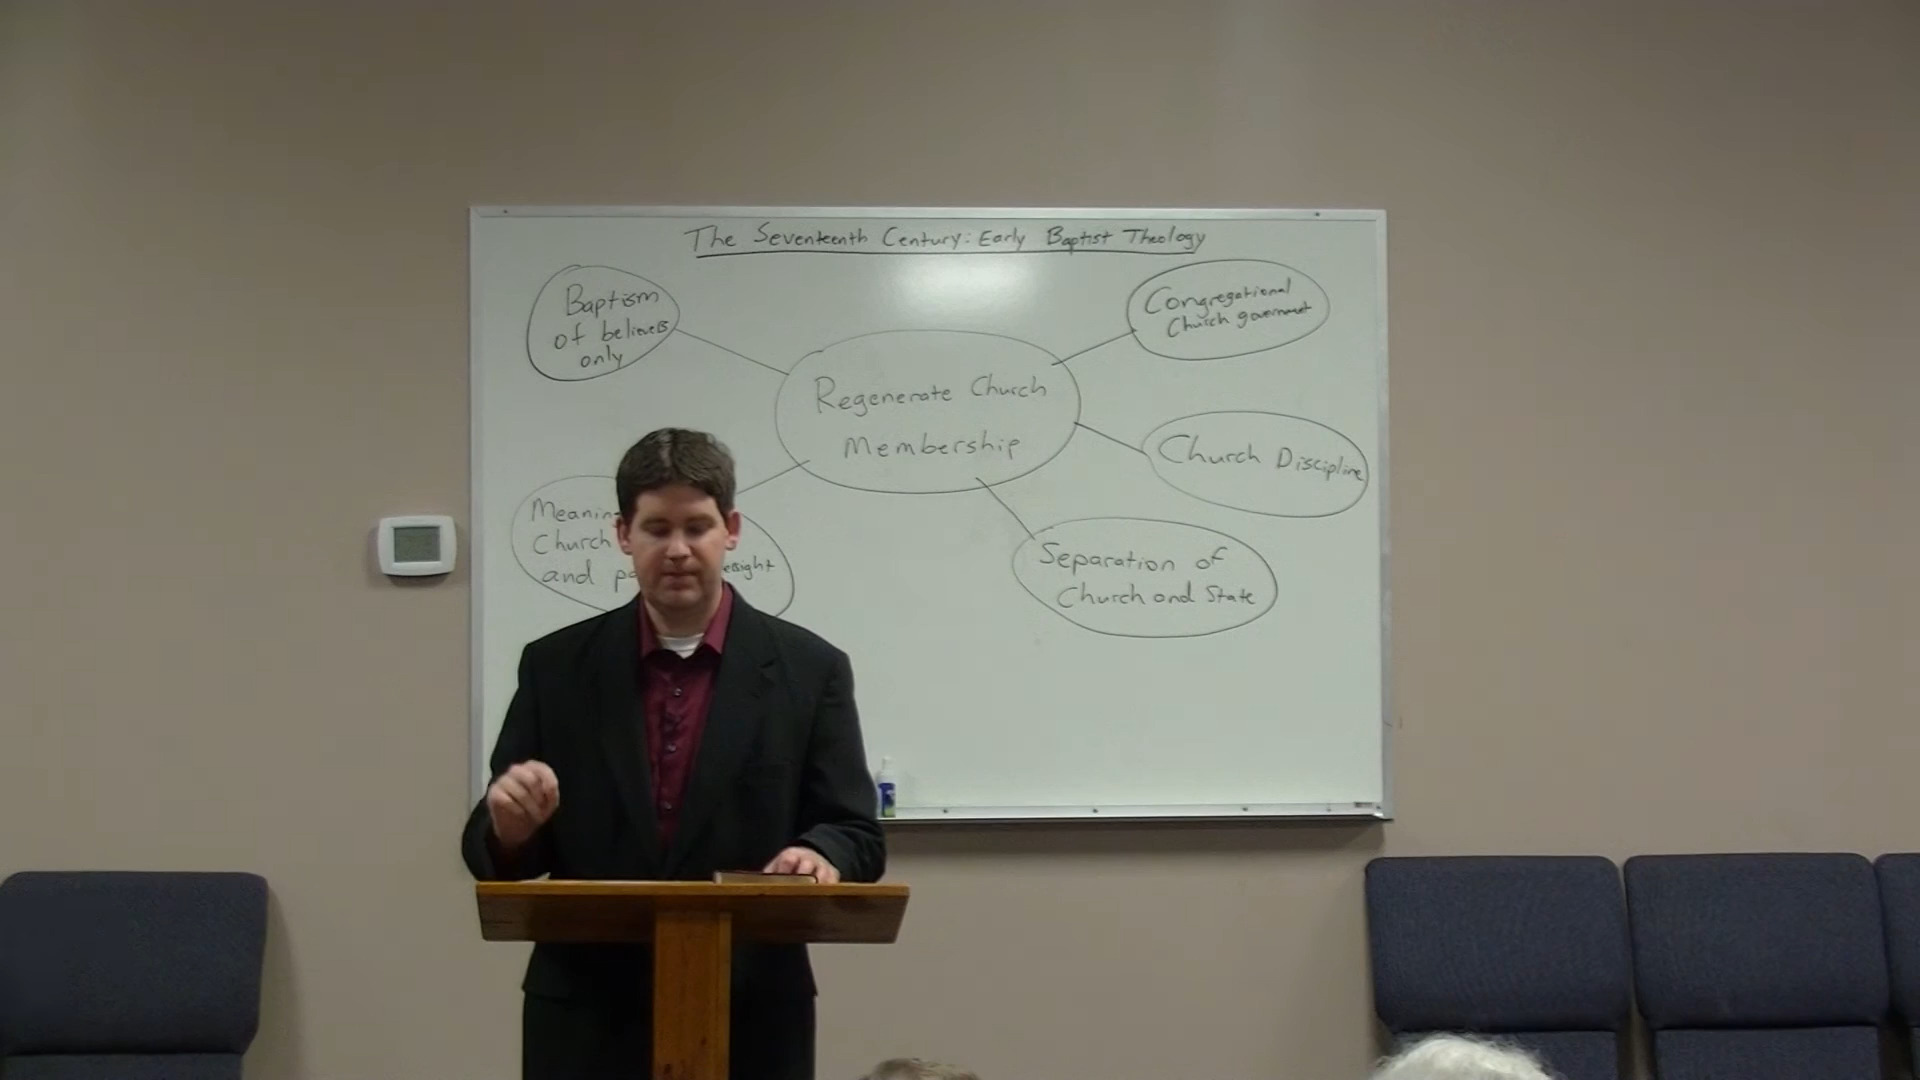 The Seventeenth Century: Early Baptist Theology
Baptism
of believers
only
Congregational
Church government
Regenerate Church
Membership
Church Discipline
Church
and
Separation of
Church and State